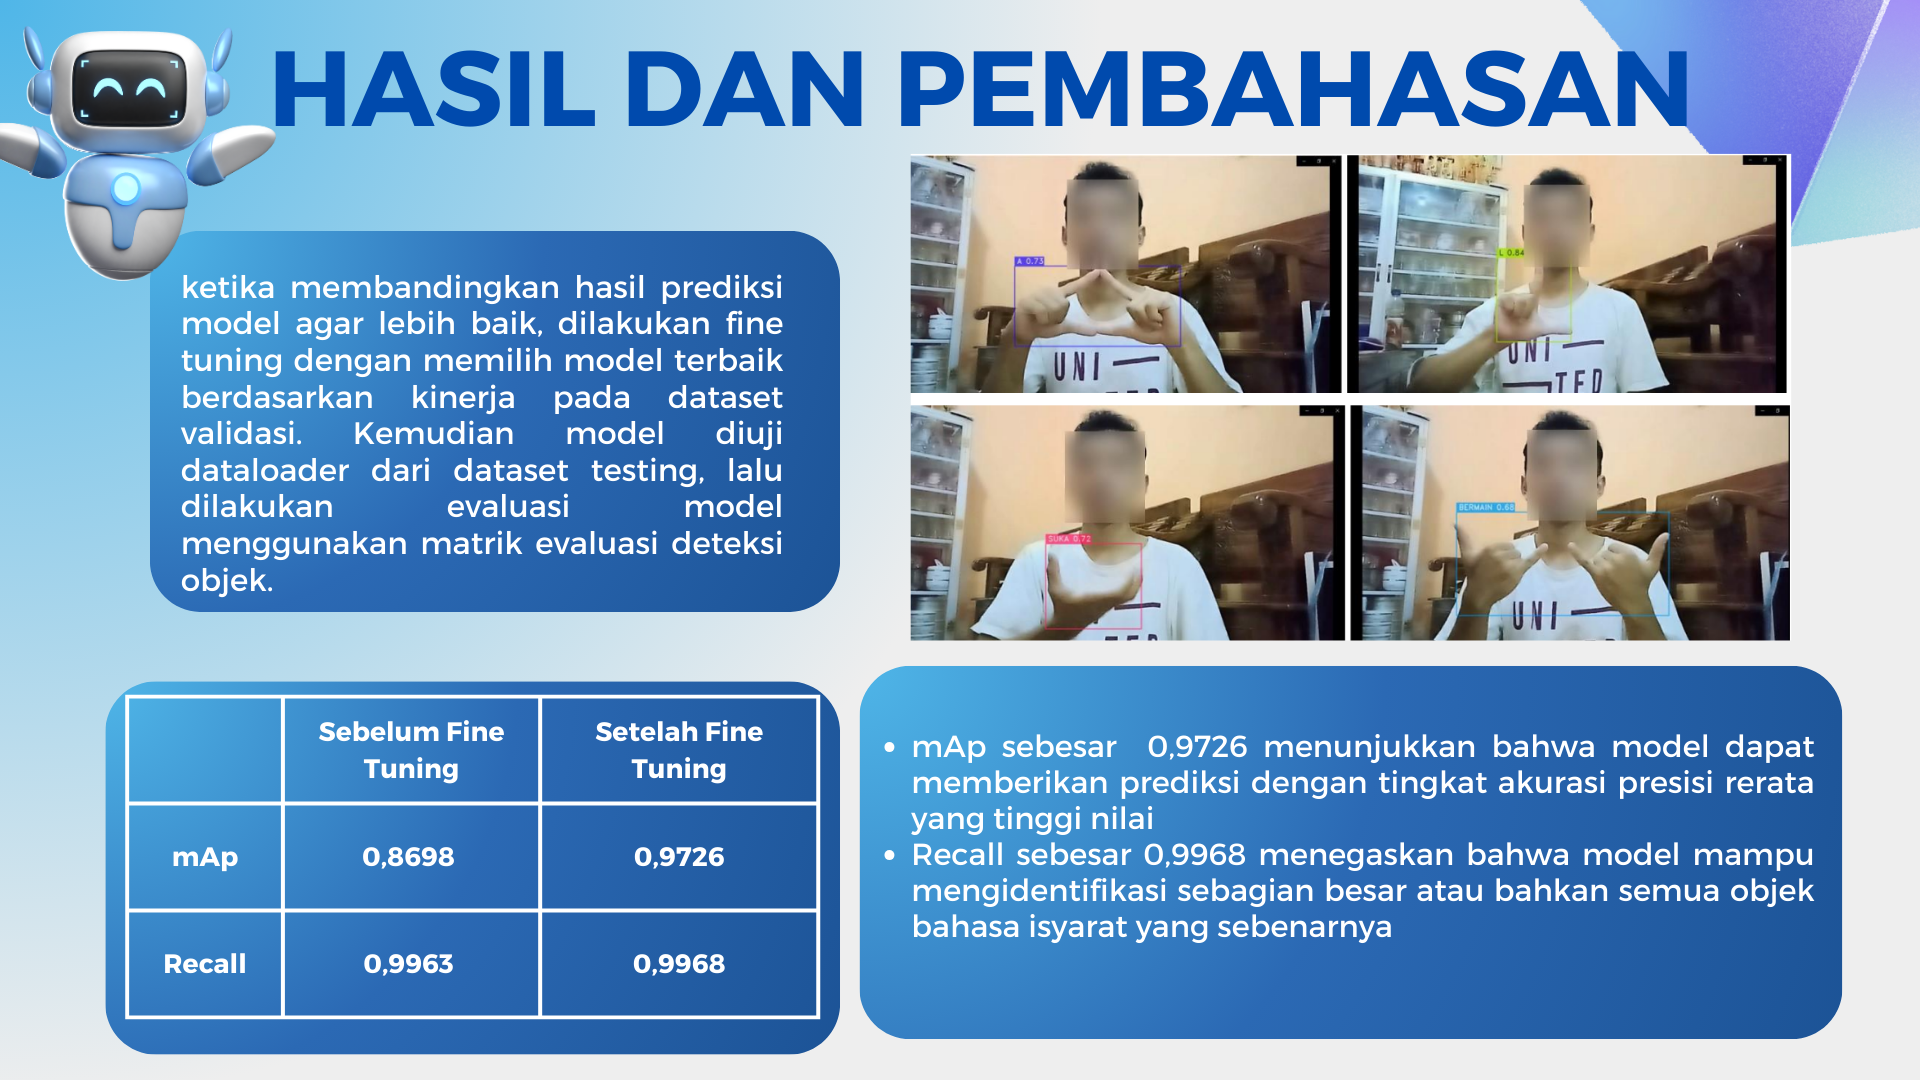 HASIL DAN PEMBAHASAN
ketika membandingkan hasil prediksi
model agar lebih baik, dilakukan fine
tuning dengan memilih model terbaik
berdasarkan kinerja pada dataset
validasi. Kemudian model diuji
dataloader dari dataset testing, lalu
dilakukan evaluasi model
menggunakan matrik evaluasi deteksi
objek.
A 0.73
L 0.84
UNI
UNI
TED
SUKA 0.72
BERMAIN 0.68
UNI
Sebelum Fine
Tuning
Setelah Fine
Tuning
mAp 0,8698 0,9726
Recall 0,9963 0,9968
• mAp sebesar 0,9726 menunjukkan bahwa model dapat
memberikan prediksi dengan tingkat akurasi presisi rerata
yang tinggi nilai
• Recall sebesar 0,9968 menegaskan bahwa model mampu
mengidentifikasi sebagian besar atau bahkan semua objek
bahasa isyarat yang sebenarnya